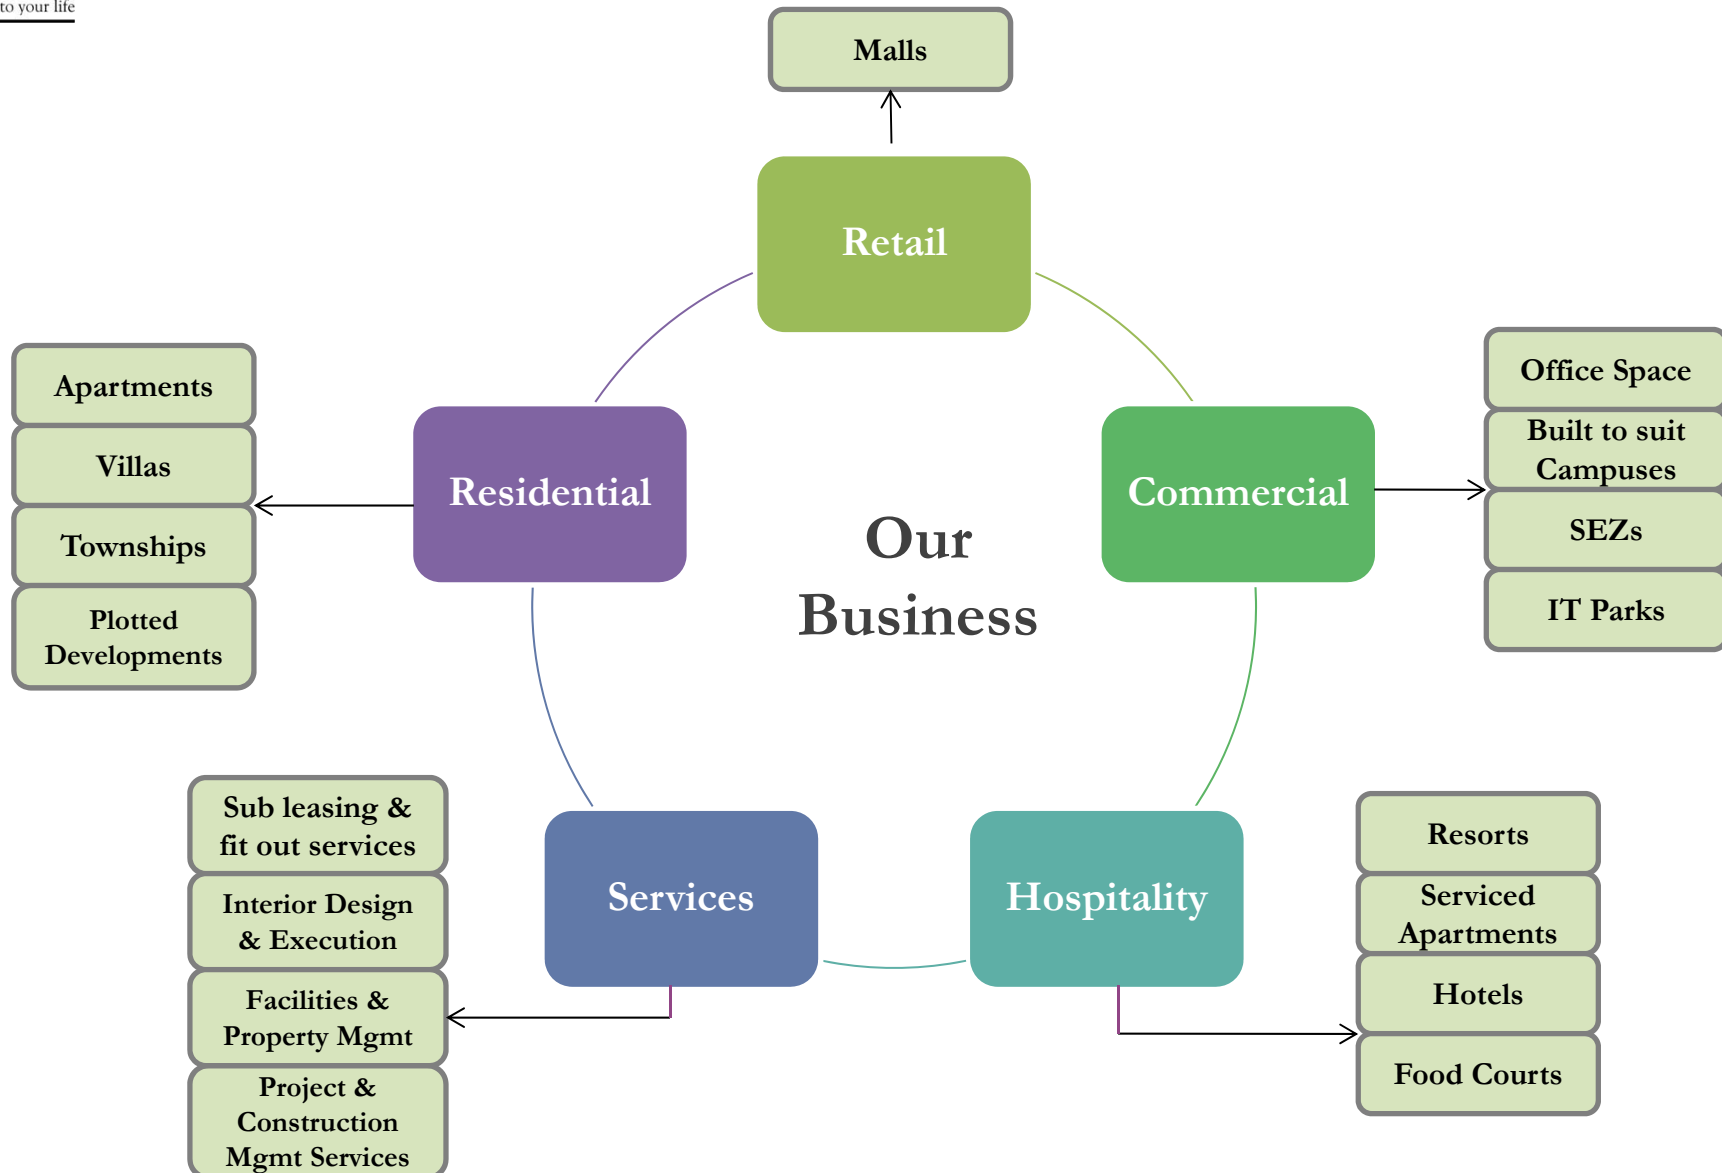 to your life
Malls
Retail
Apartments
Villas
Townships
Plotted
Developments
Residential
Our
Business
Commercial
Office Space
Built to suit
Campuses
SEZs
IT Parks
Sub leasing &
fit out services
Interior Design
& Execution
Facilities &
Property Mgmt
Project &
Construction
Mgmt Services
Services
Hospitality
Resorts
Serviced
Apartments
Hotels
Food Courts